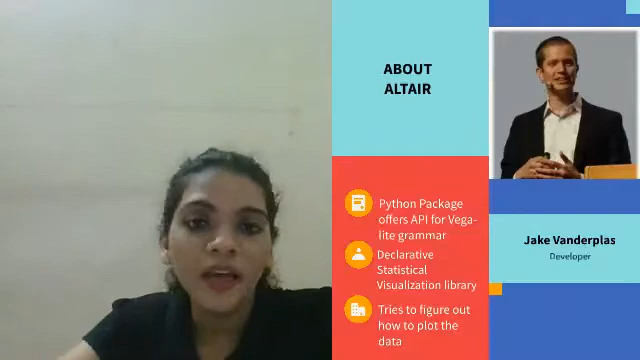 ABOUT
ALTAIR
Python Package
offers API for Vega-
lite grammar
Declarative
Statistical
Visualization library
Tries to figure out
how to plot the
data
Jake Vanderplas
Developer